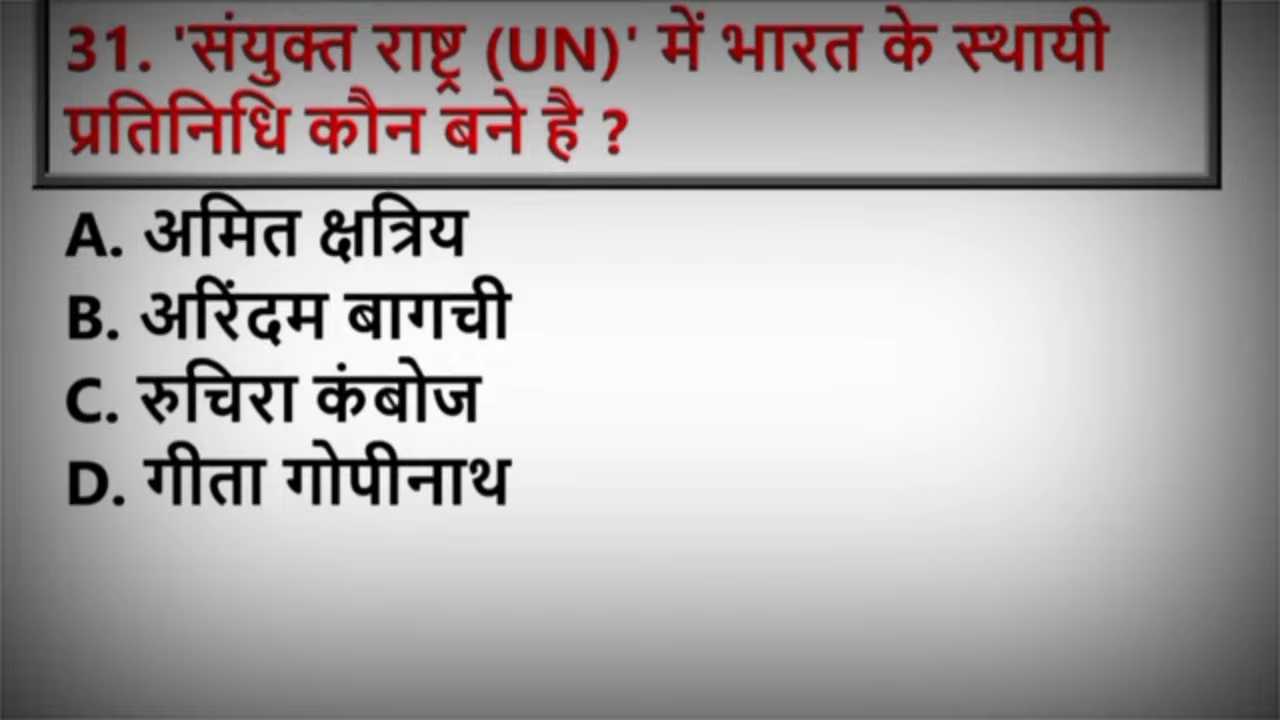 31. 'संयुक्त राष्ट्र (UN)' में भारत के स्थायी
प्रतिनिधि कौन बने है ?
A. अमित क्षत्रिय
B. अरिंदम बागची
C. रुचिरा कंबोज
D. गीता गोपीनाथ